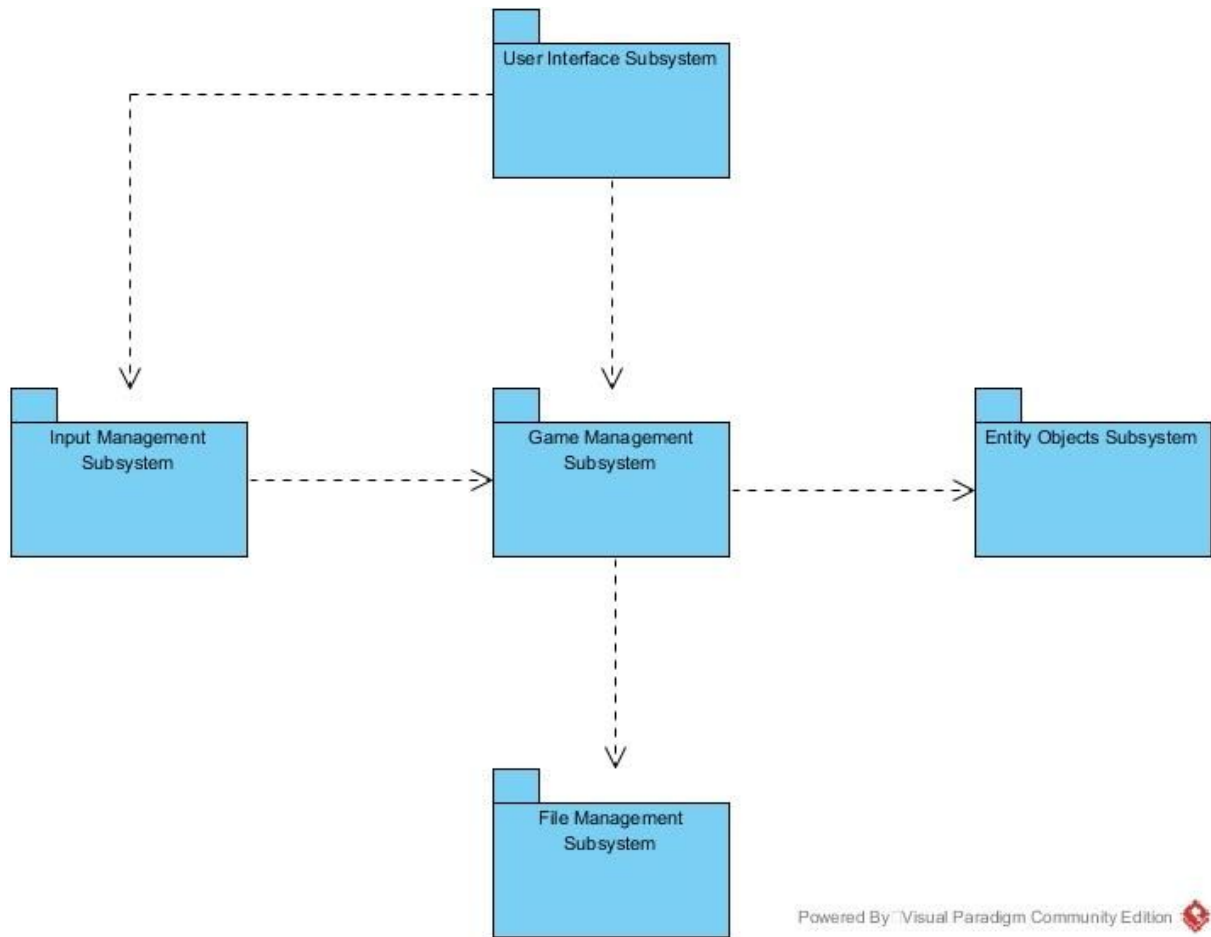 User Interface Subsystem
Input Management
Subsystem
Game Management
Subsystem
Entity Objects Subsystem
File Management
Subsystem
Powered By Visual Paradigm Community Edition